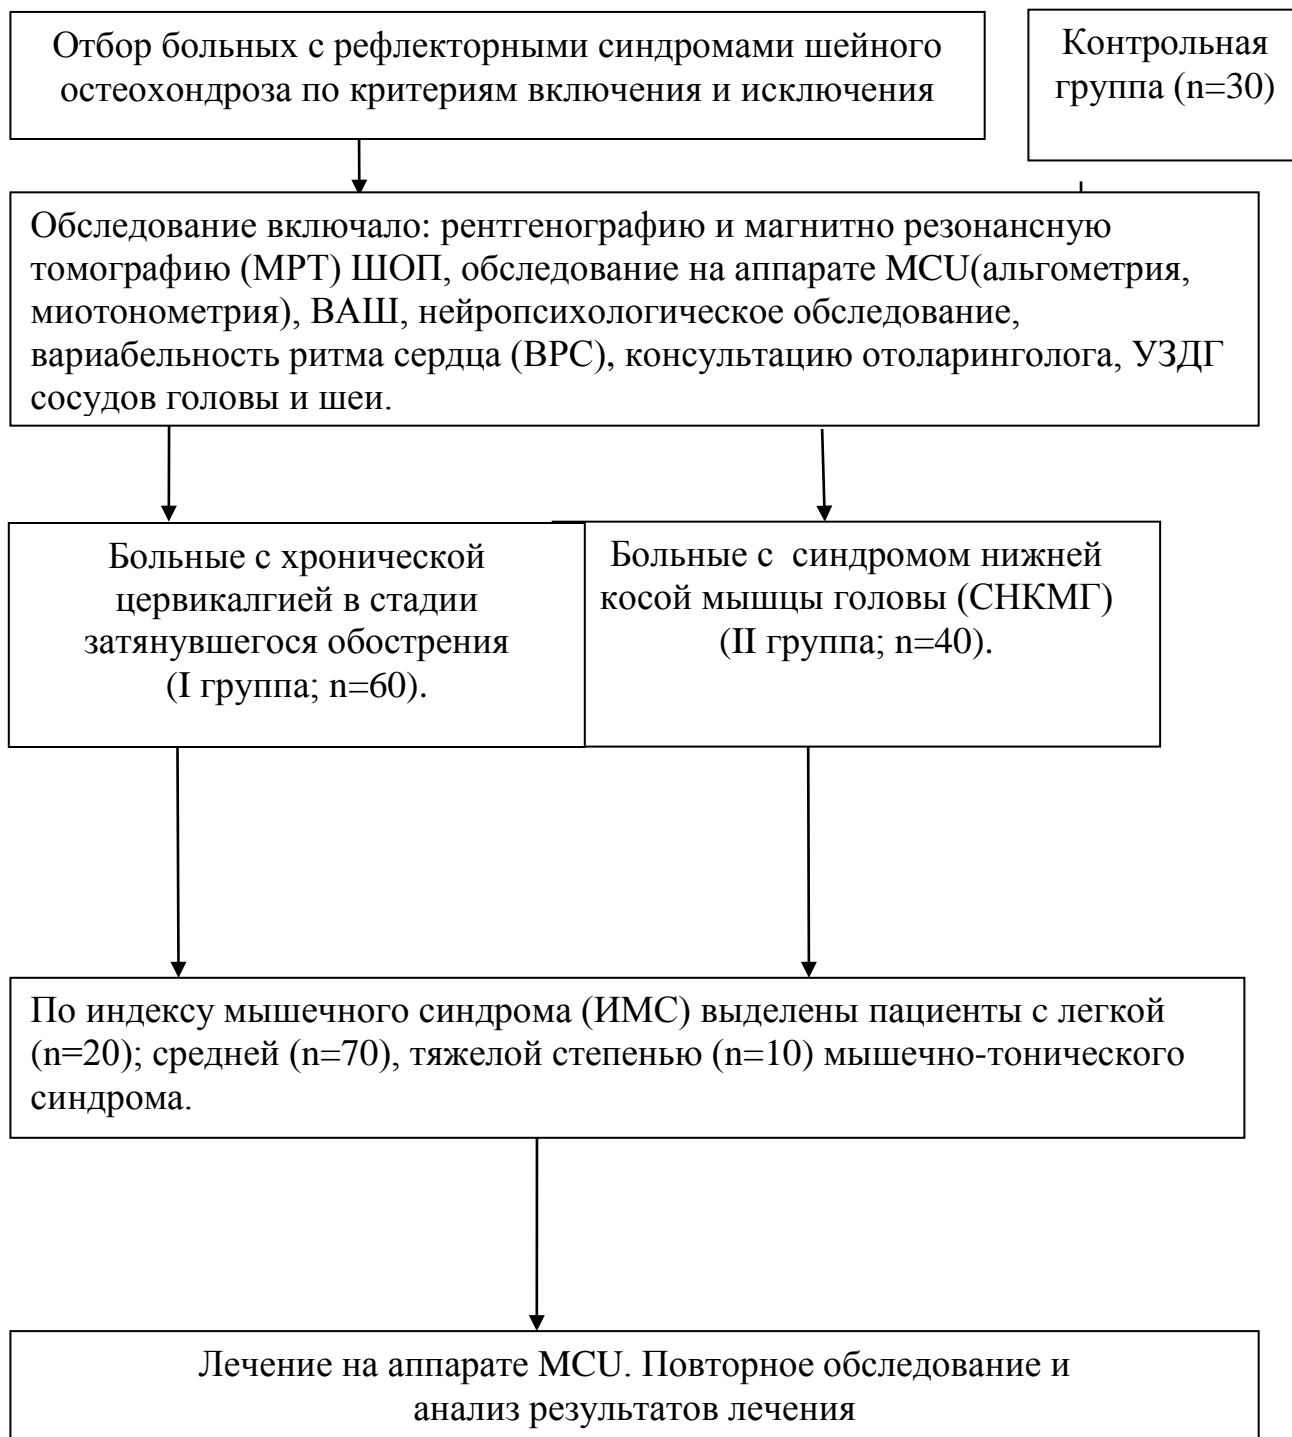 Отбор больных с рефлекторными синдромами шейного
остеохондроза по критериям включения и исключения
Контрольная
группа (n=30)
Обследование включало: рентгенографию и магнитно резонансную
томографию (МРТ) ШОП, обследование на аппарате MCU(альгометрия,
миотонометрия), ВАШ, нейропсихологическое обследование,
вариабельность ритма сердца (ВРС), консультацию отоларинголога, УЗДГ
сосудов головы и шеи.
Больные с хронической
цервикалгией в стадии
затянувшегося обострения
(I группа; n=60).
Больные с  синдромом нижней
косой мышцы головы (СНКМГ)
(II группа; n=40).
По индексу мышечного синдрома (ИМС) выделены пациенты с легкой
(n=20); средней (n=70), тяжелой степенью (n=10) мышечно-тонического
синдрома.
Лечение на аппарате MCU. Повторное обследование и
анализ результатов лечения